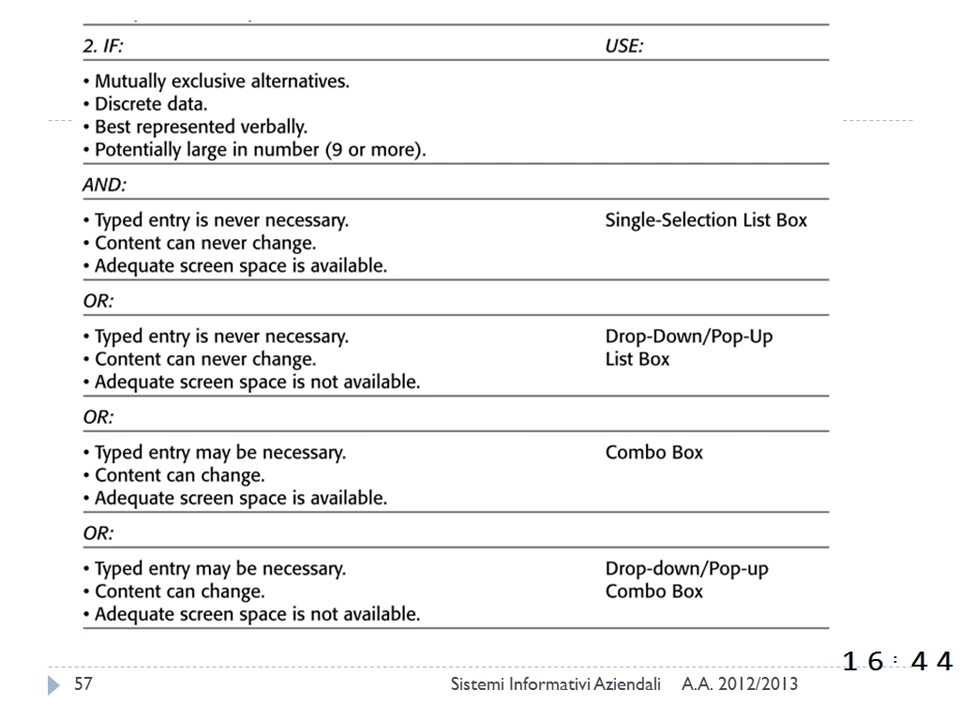 2. IF: USE:
• Mutually exclusive alternatives.
• Discrete data.
• Best represented verbally.
• Potentially large in number (9 or more).
AND:
• Typed entry is never necessary. Single-Selection List Box
• Content can never change.
• Adequate screen space is available.
OR:
• Typed entry is never necessary. Drop-Down/Pop-Up
• Content can never change. List Box
• Adequate screen space is not available.
OR:
• Typed entry may be necessary. Combo Box
• Content can change.
• Adequate screen space is available.
OR:
• Typed entry may be necessary. Drop-down/Pop-up
• Content can change. Combo Box
• Adequate screen space is not available.
16:44
57 Sistemi Informativi Aziendali A.A. 2012/2013